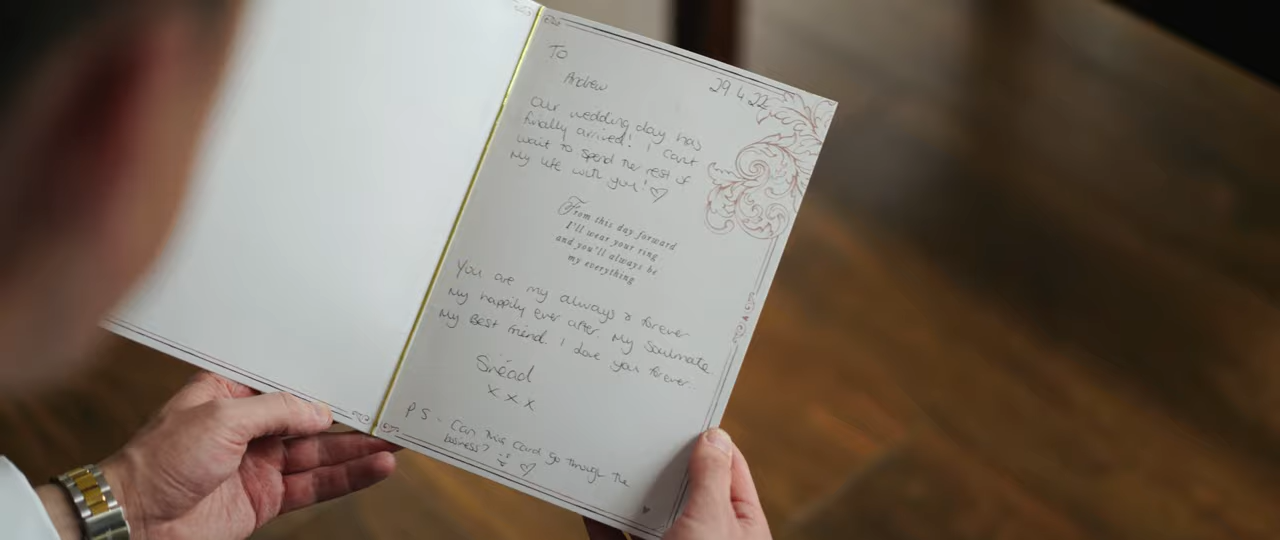 To
Andrew
29 4 22
Our wedding day has
finally arrived! I can't
wait to spend the rest of
my life with you! ♡
From this day forward
I'll wear your ring
and you'll always be
my everything
You are my always & forever
My happily ever after. My Soulmate
My Best friend. I love you forever.
Sinéad
x x x
P S - Can this card go through the
business? ♡